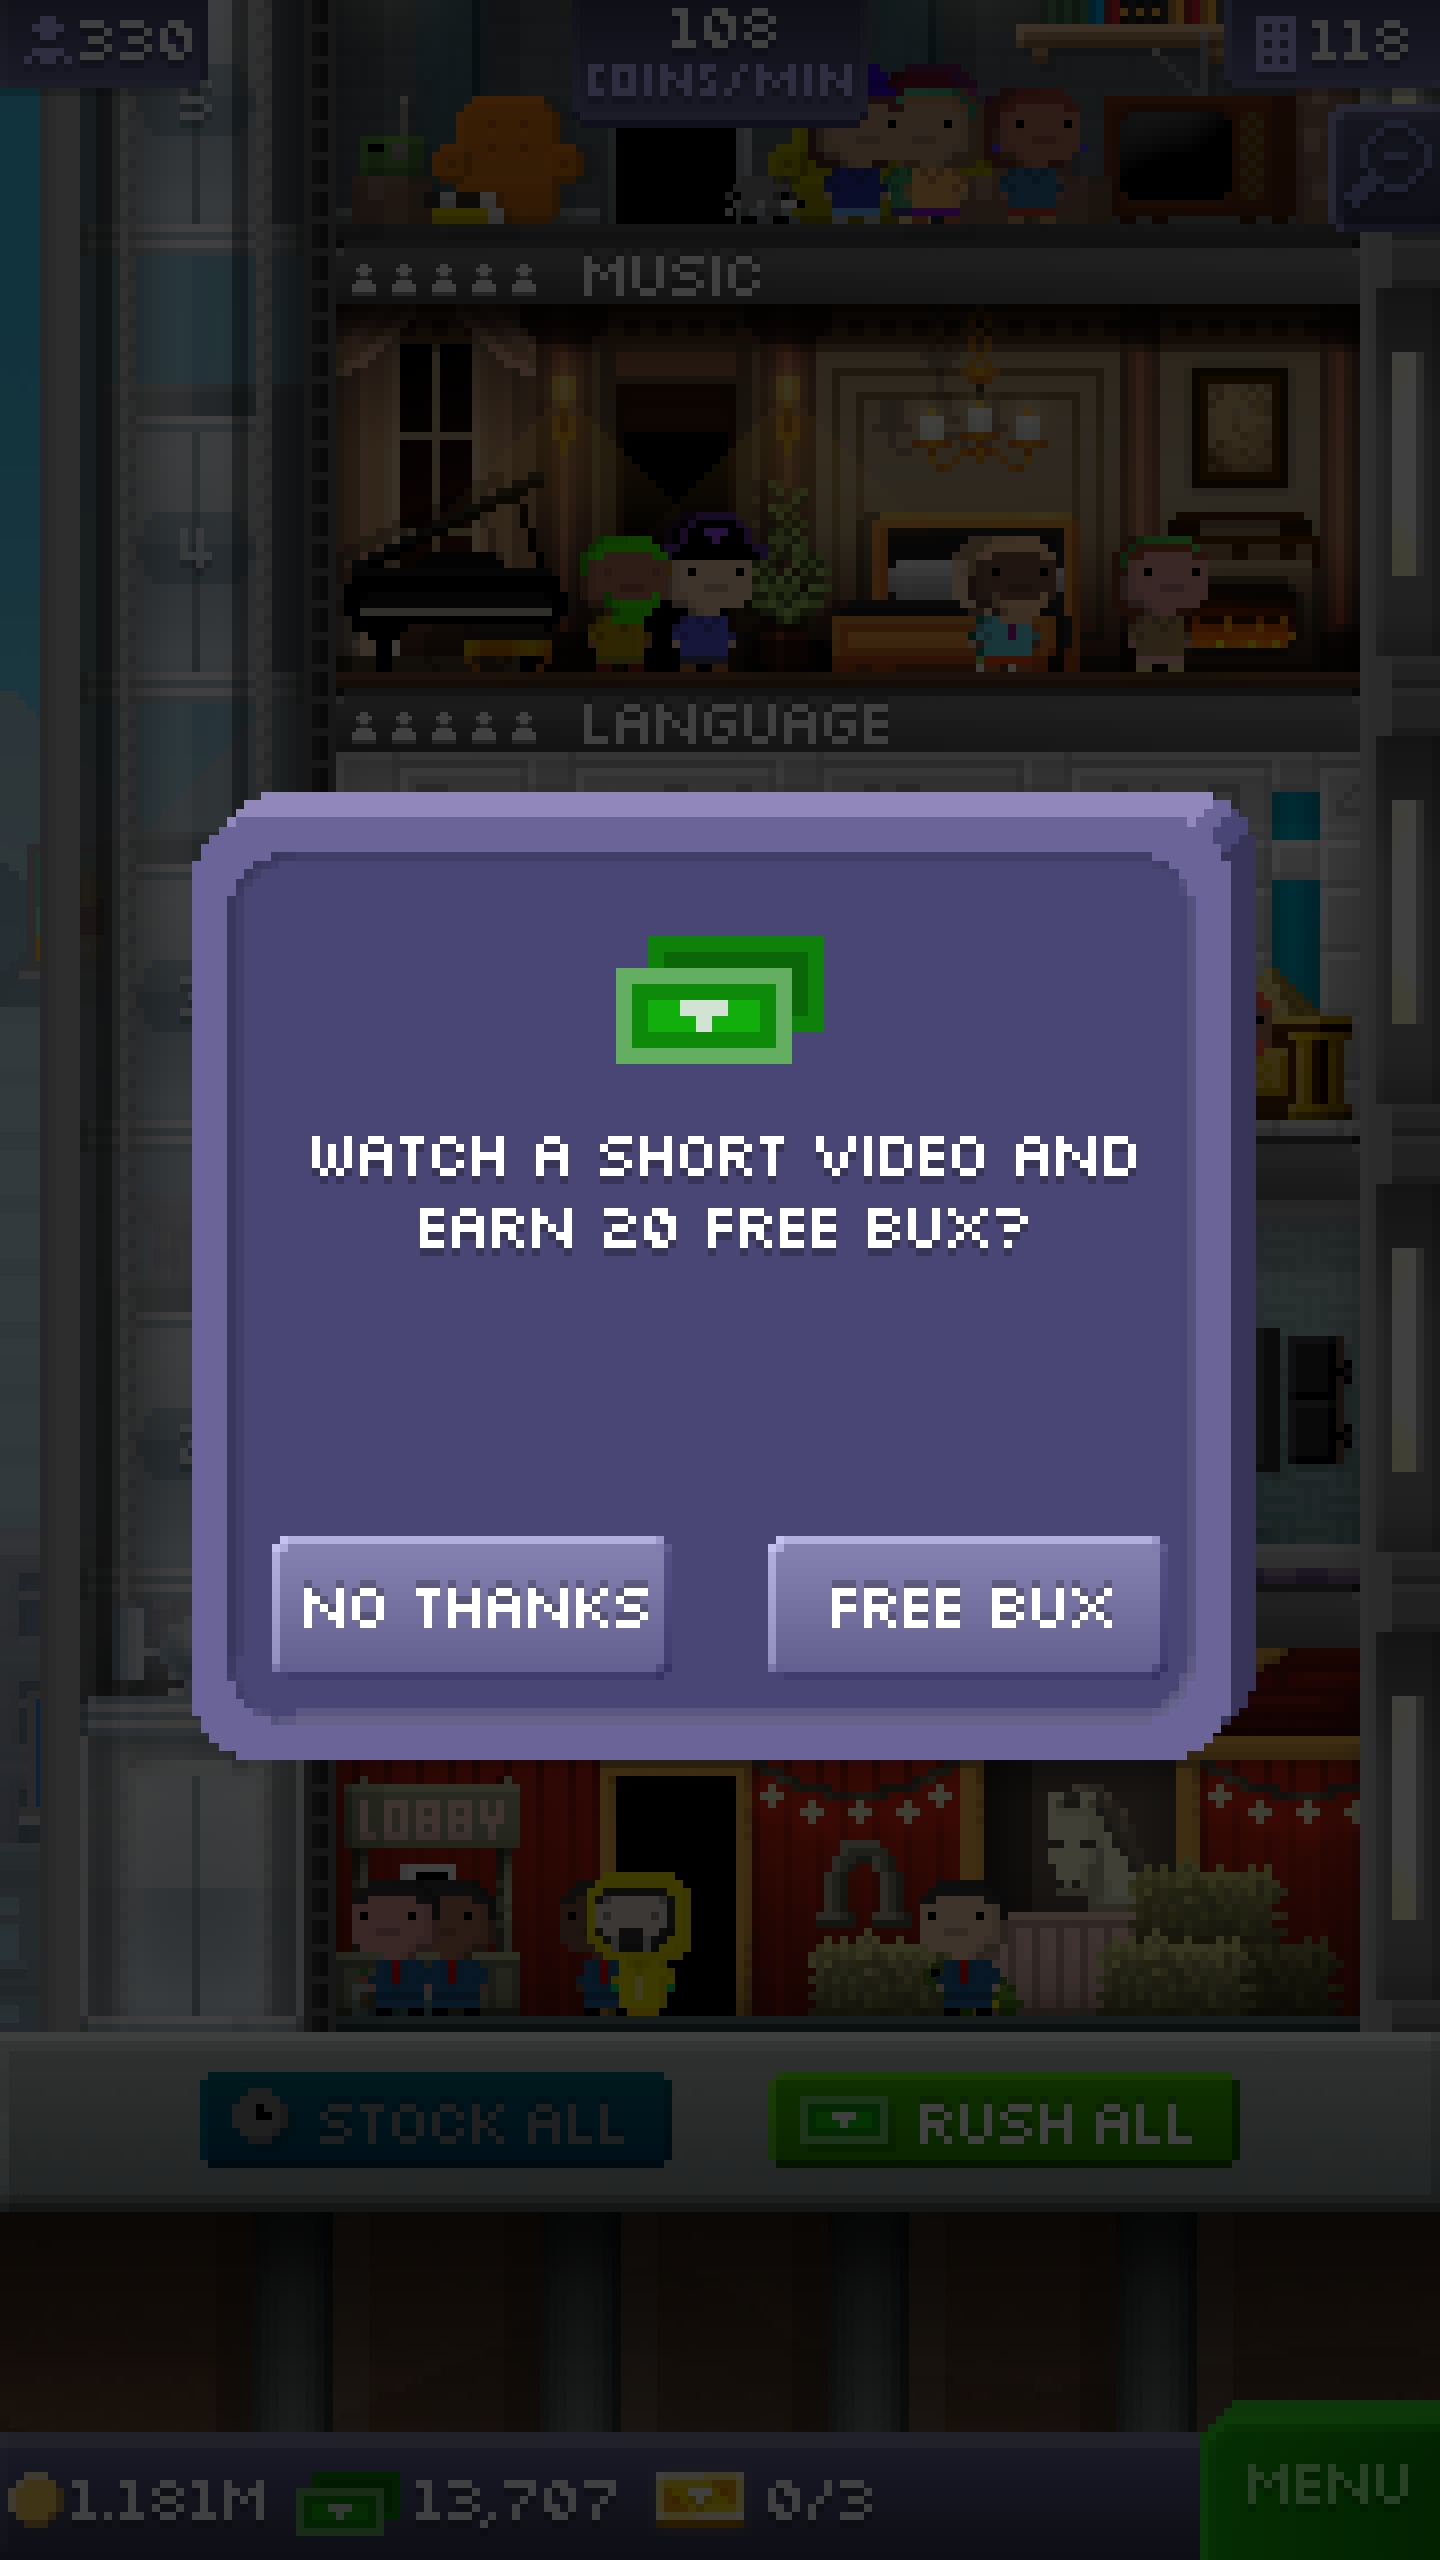 330
108
COINS/MIN
118
MUSIC
4
LANGUAGE
WATCH A SHORT VIDEO AND
EARN 20 FREE BUX?
NO THANKS
FREE BUX
LOBBY
STOCK ALL
RUSH ALL
1.181M
13,707
0/3
MENU